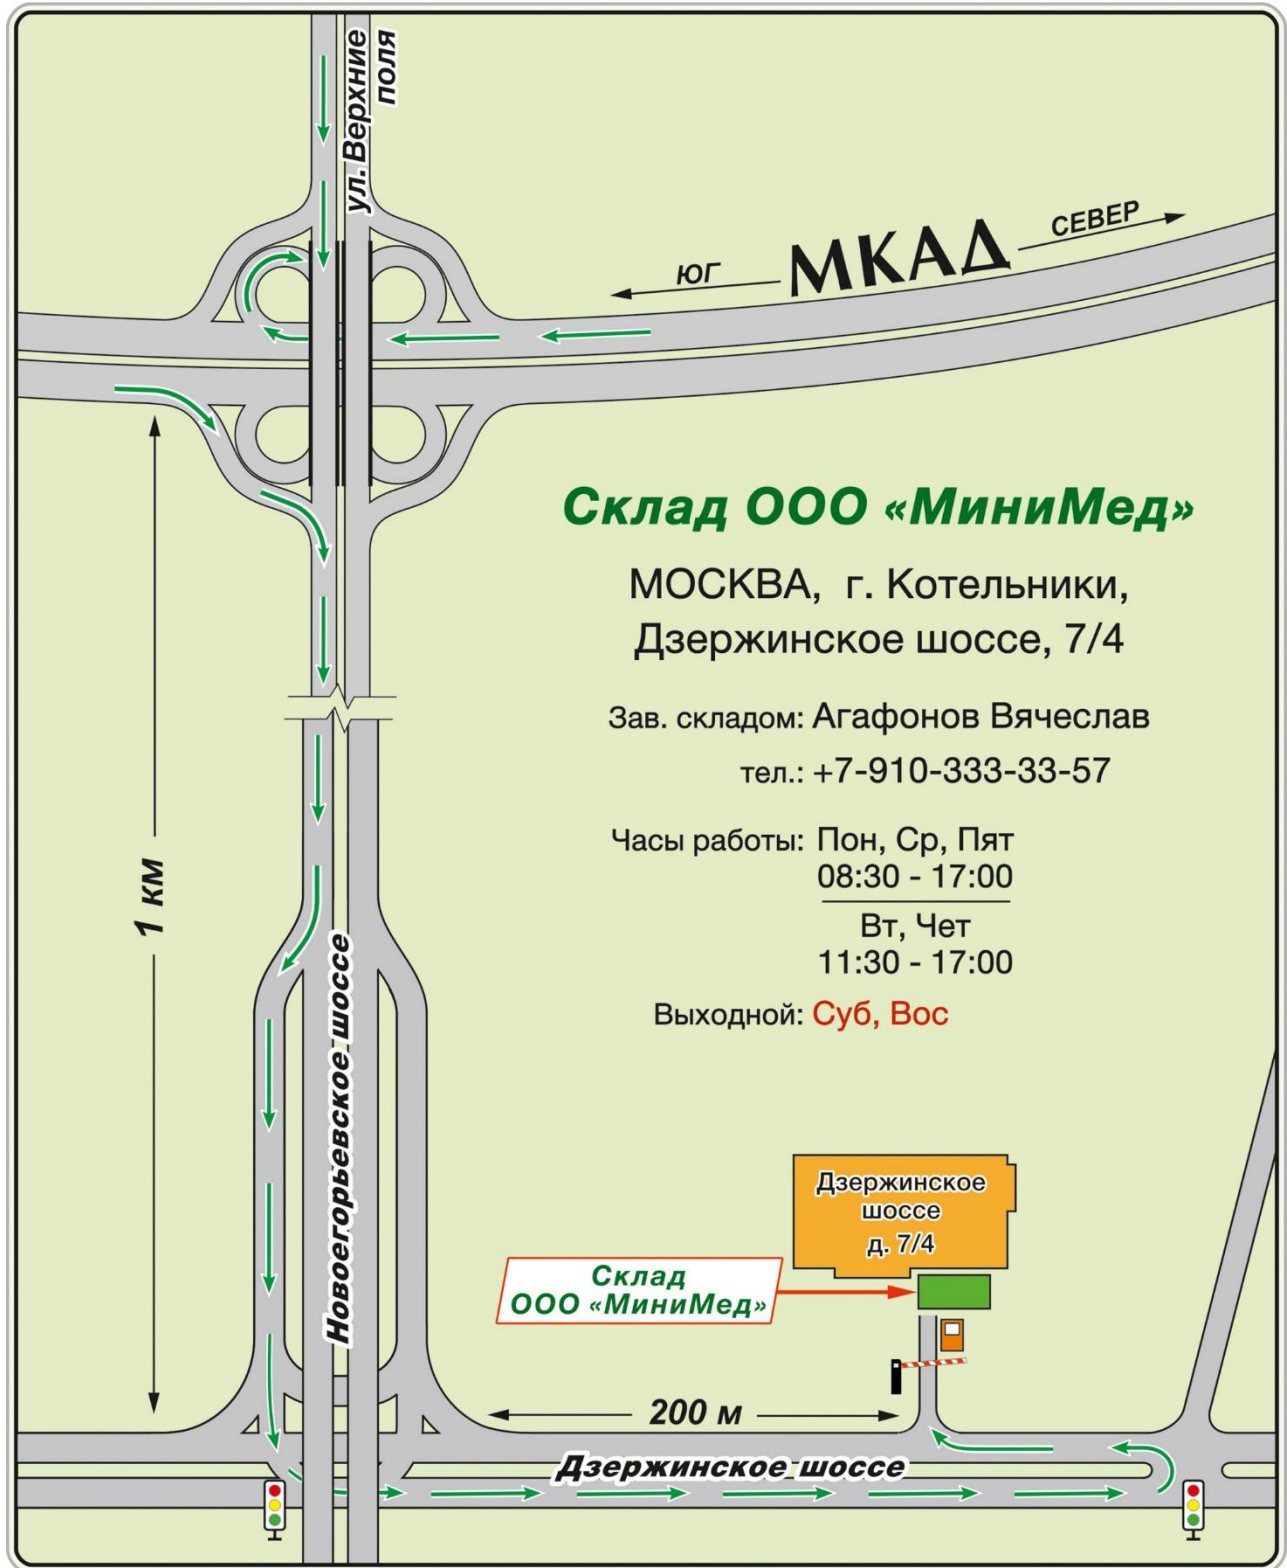 ул. Верхние
поля
ЮГ
МКАД
СЕВЕР
Склад ООО «МиниМед»
МОСКВА, г. Котельники,
Дзержинское шоссе, 7/4
Зав. складом: Агафонов Вячеслав
тел.: +7-910-333-33-57
Часы работы: Пон, Ср, Пят
08:30 - 17:00
Вт, Чет
11:30 - 17:00
Выходной: Суб, Вос
1 км
Новоегорьевское шоссе
Дзержинское
шоссе
д. 7/4
Склад
ООО «МиниМед»
200 м
Дзержинское шоссе